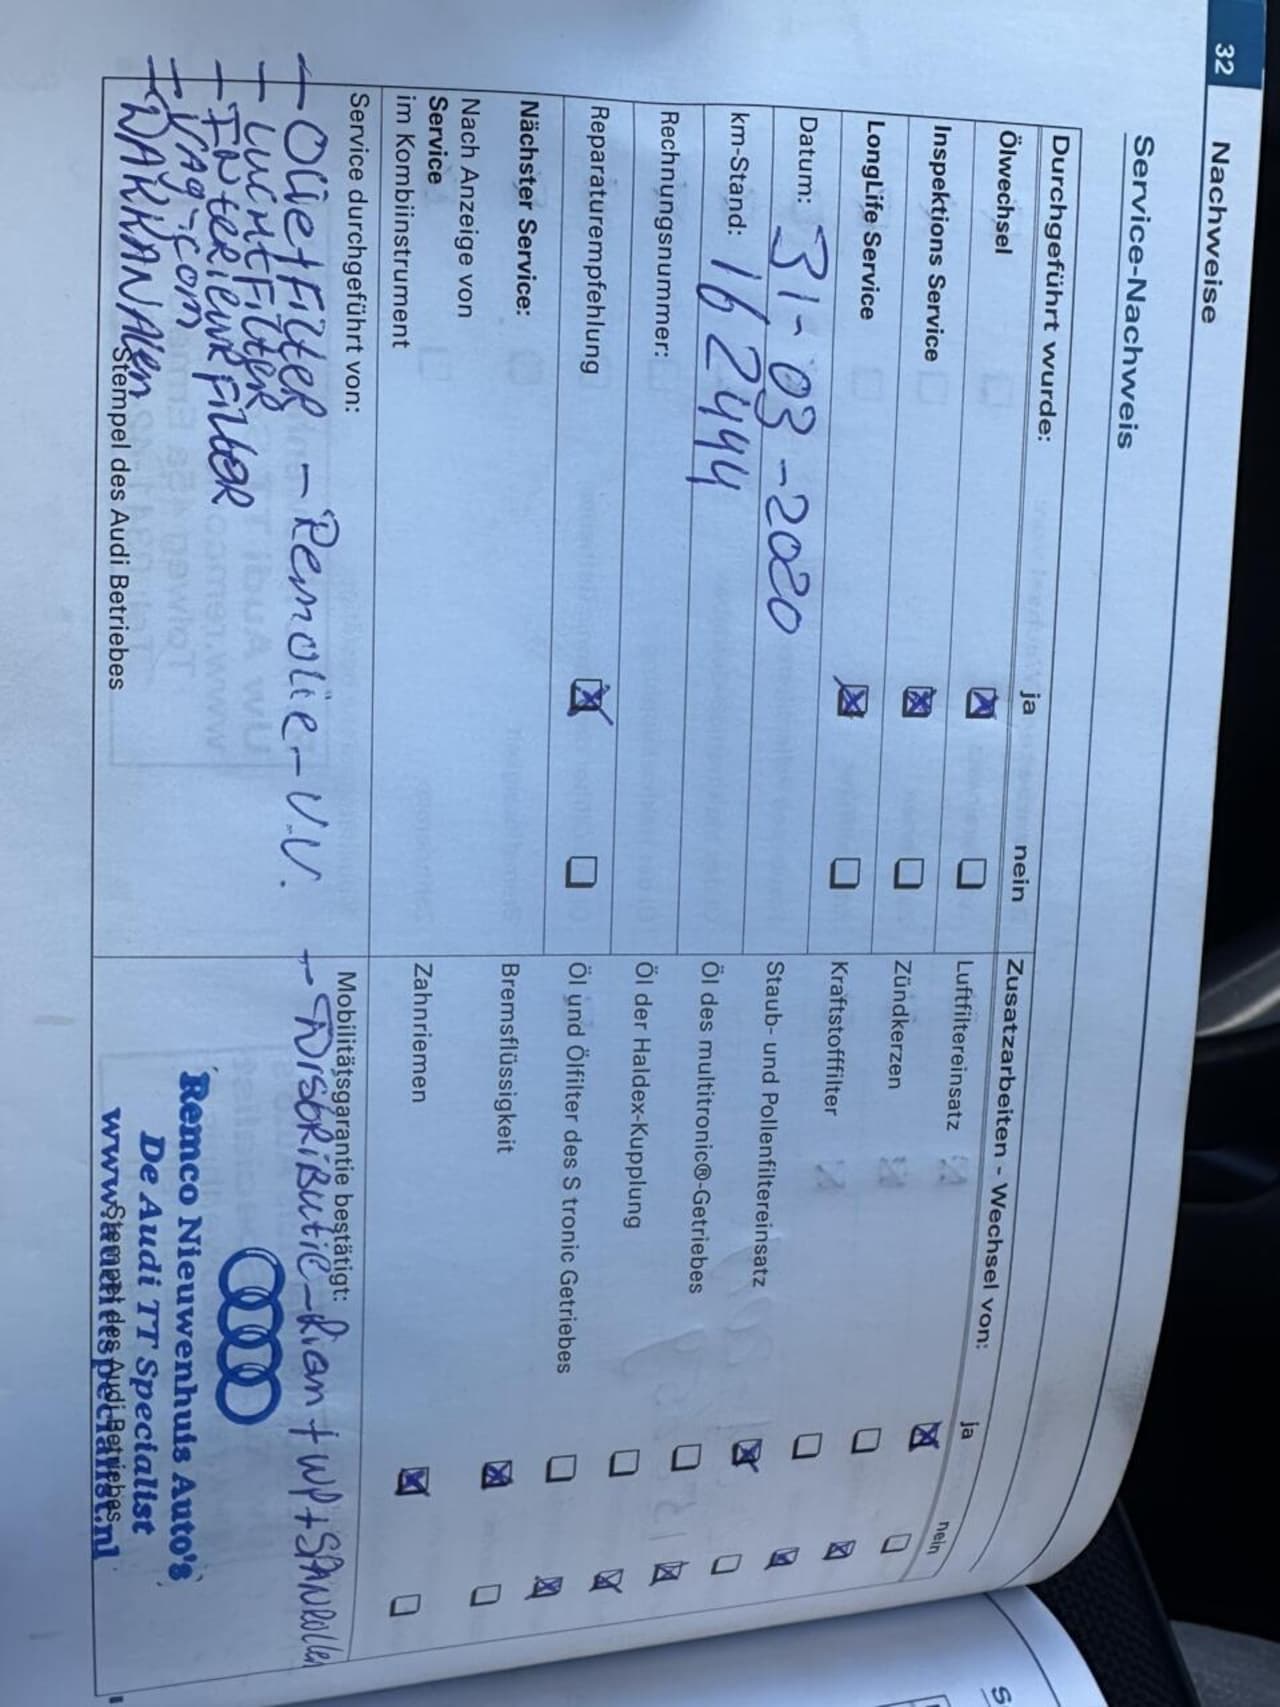 32 Nachweise
Service-Nachweis
Durchgeführt wurde: ja nein
Ölwechsel
Inspektions Service
LongLife Service
Datum: 31-03-2020
km-Stand: 162444
Rechnungsnummer:
Reparaturempfehlung
Nächster Service:
Nach Anzeige von
Service
im Kombiinstrument
Zusatzarbeiten - Wechsel von: ja nein
Luftfiltereinsatz
Zündkerzen
Kraftstofffilter
Staub- und Pollenfiltereinsatz
Öl des multitronic®-Getriebes
Öl der Haldex-Kupplung
Öl und Ölfilter des S tronic Getriebes
Bremsflüssigkeit
Zahnriemen
Service durchgeführt von:
- Olie + Filter - Remolie - V.V.
- Luchtfilter
- Interieurfilter
- Vag-com
- DAKKANALEN
Stempel des Audi Betriebes
Mobilitätsgarantie bestätigt:
- Distributie-Riem + WP + SPANROLLEN
Remco Nieuwenhuis Auto's
De Audi TT Specialist
www.audittspecialist.nl
Stempel des Audi Betriebes